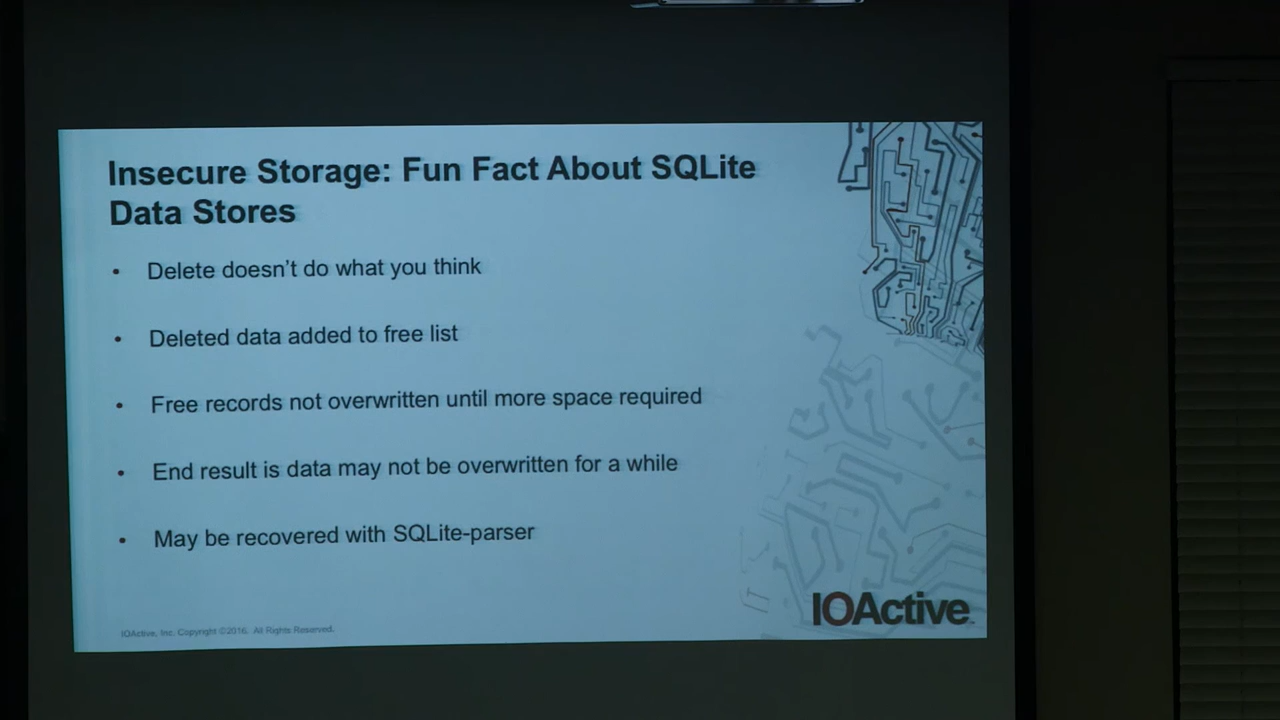 Insecure Storage: Fun Fact About SQLite
Data Stores
• Delete doesn't do what you think
• Deleted data added to free list
• Free records not overwritten until more space required
• End result is data may not be overwritten for a while
• May be recovered with SQLite-parser
IOActive, Inc. Copyright ©2016. All Rights Reserved.
IOActive